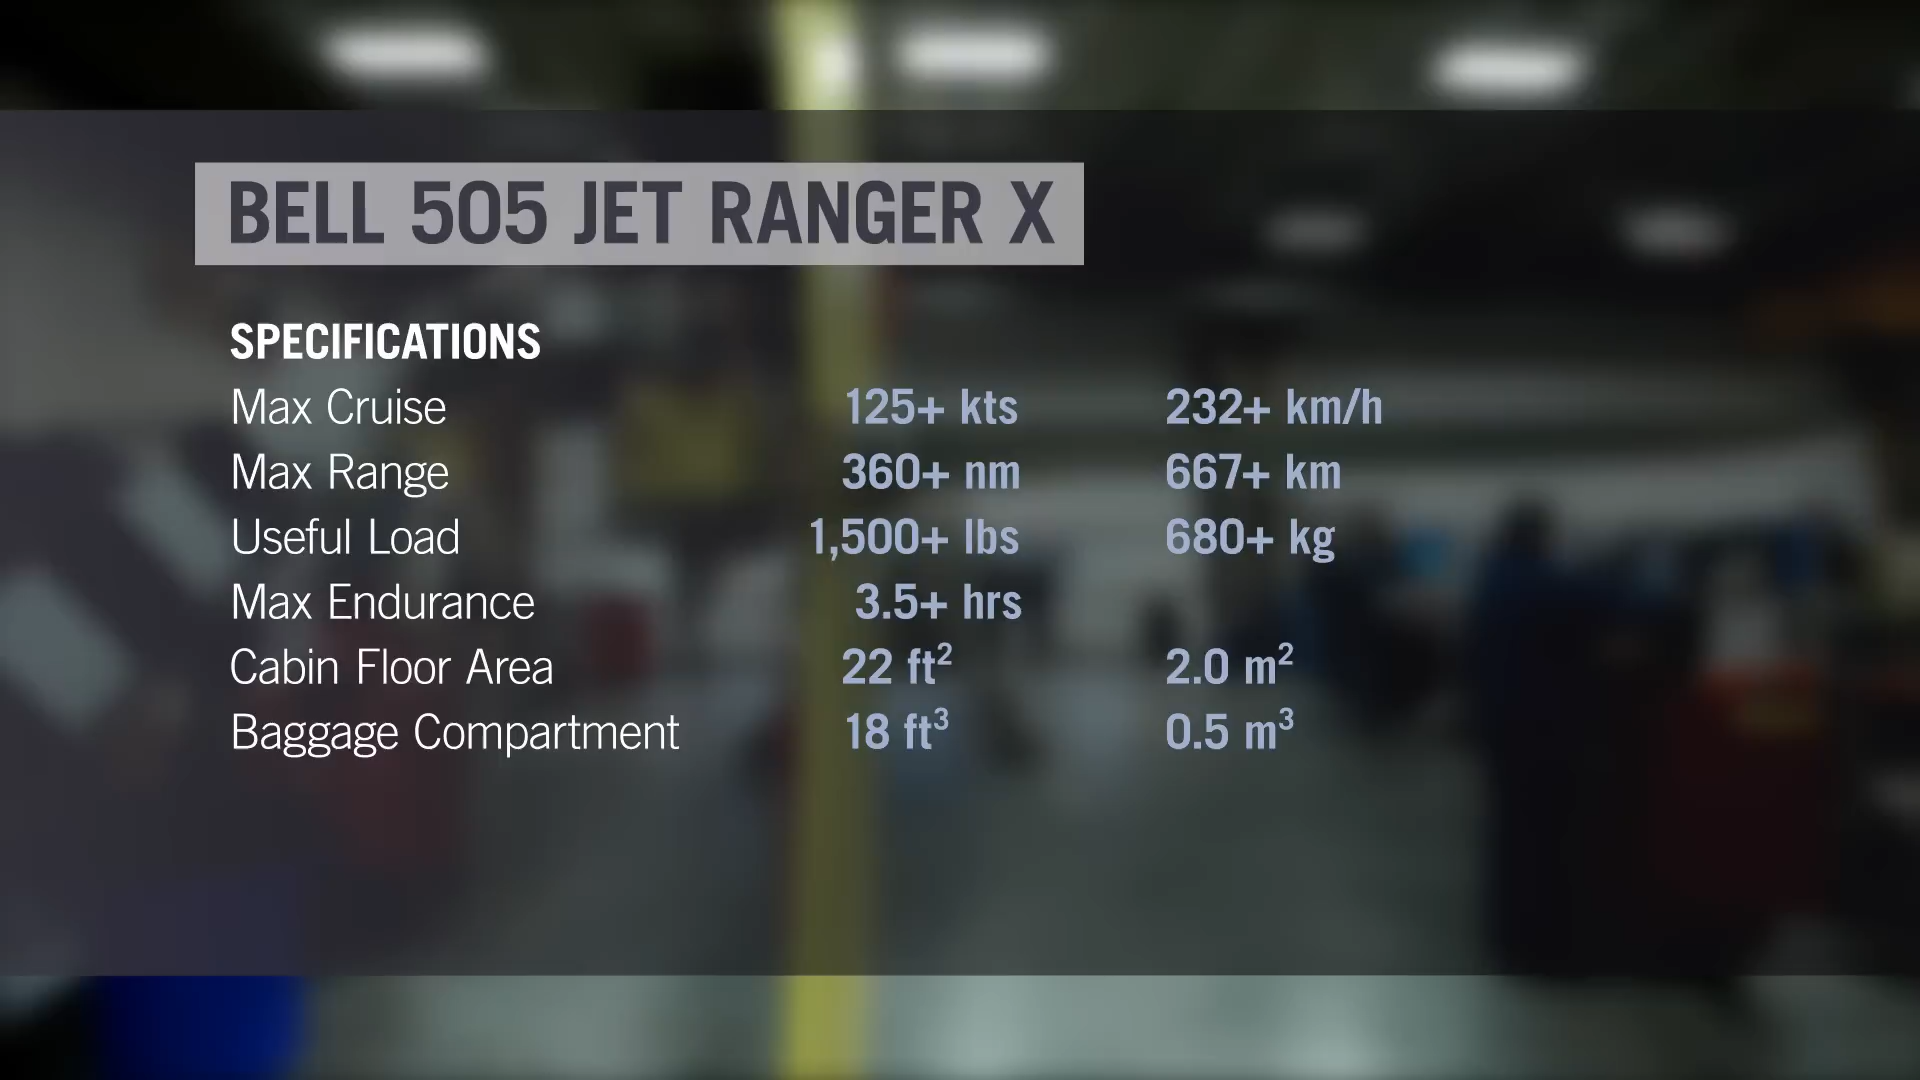 BELL 505 JET RANGER X
SPECIFICATIONS
Max Cruise 125+ kts 232+ km/h
Max Range 360+ nm 667+ km
Useful Load 1,500+ lbs 680+ kg
Max Endurance 3.5+ hrs
Cabin Floor Area 22 ft² 2.0 m²
Baggage Compartment 18 ft³ 0.5 m³